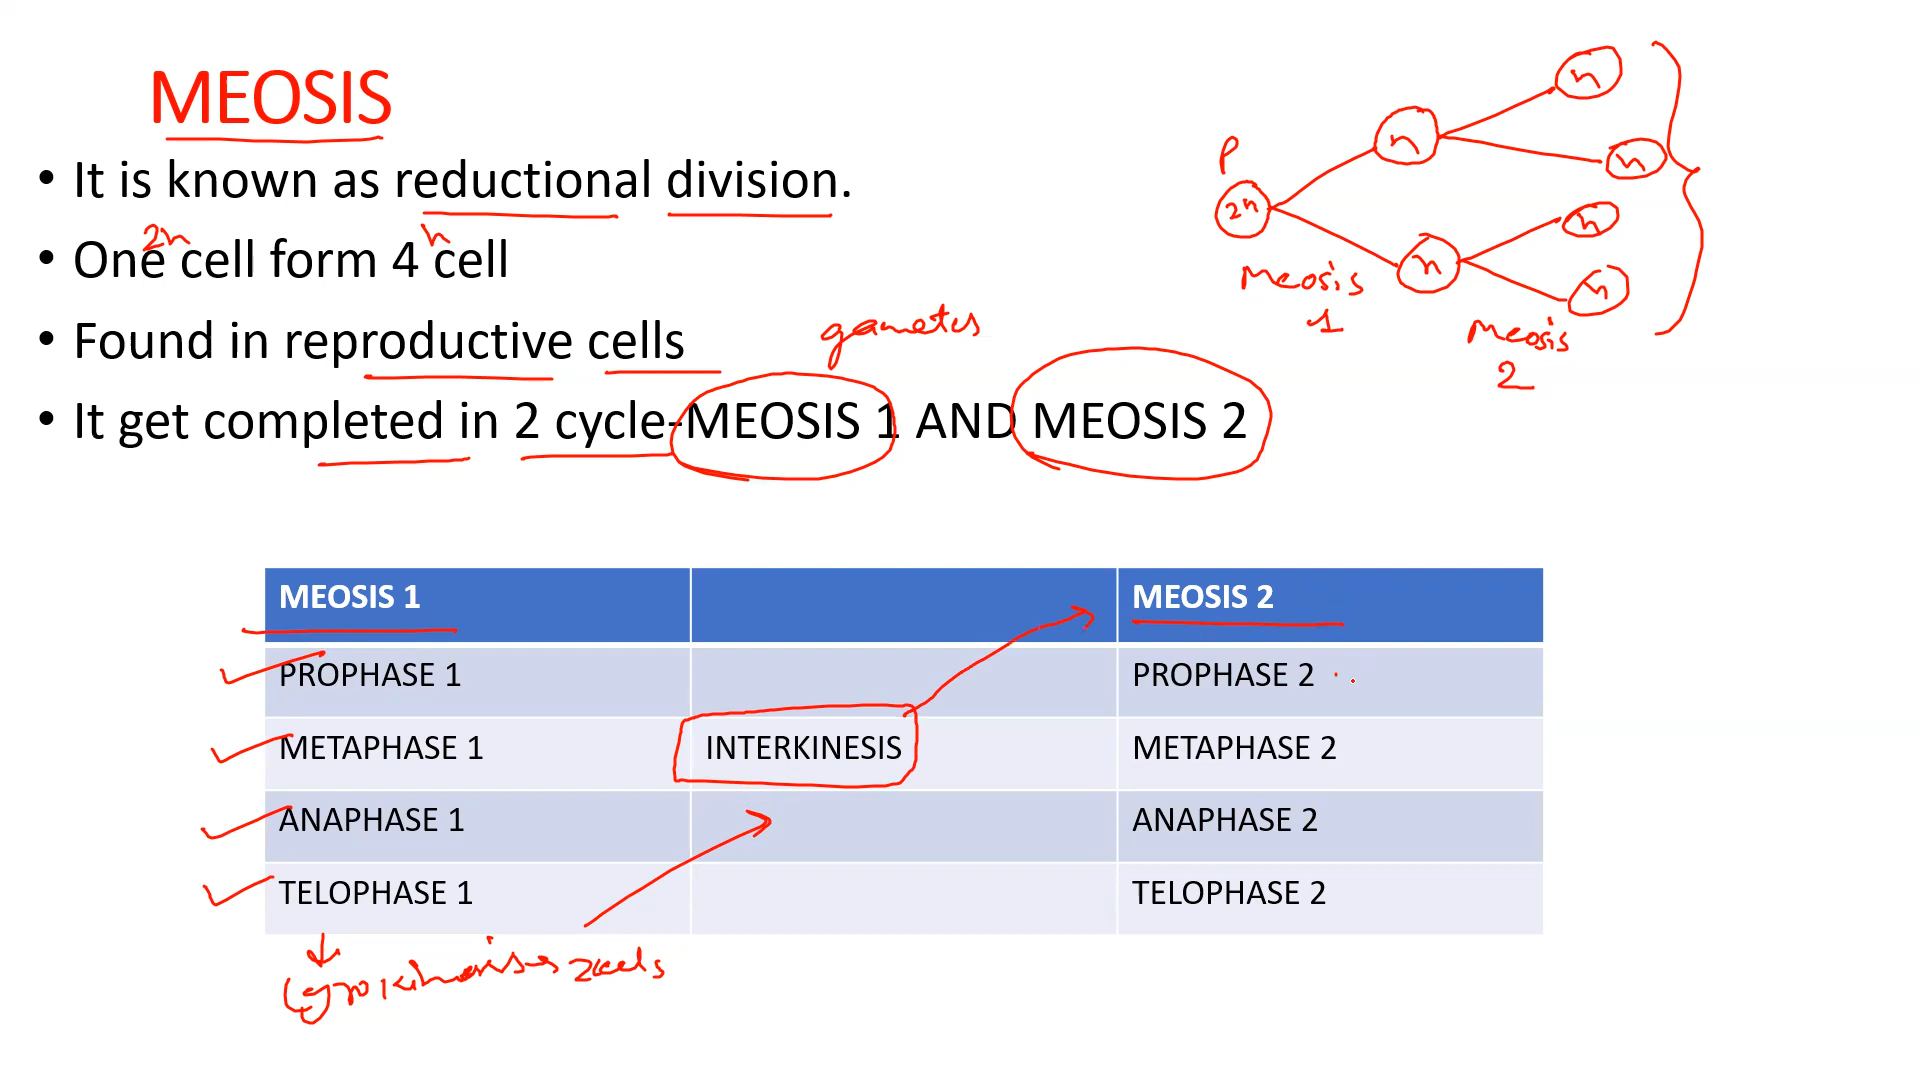 MEOSIS
• It is known as reductional division.
2n n
• One cell form 4 cell
• Found in reproductive cells
gametes
• It get completed in 2 cycle-MEOSIS 1 AND MEOSIS 2
P
2n
n
n
n
n
n
n
Meosis
1
Meosis
2
MEOSIS 1 MEOSIS 2
PROPHASE 1 PROPHASE 2
METAPHASE 1 INTERKINESIS METAPHASE 2
ANAPHASE 1 ANAPHASE 2
TELOPHASE 1 TELOPHASE 2
2cells